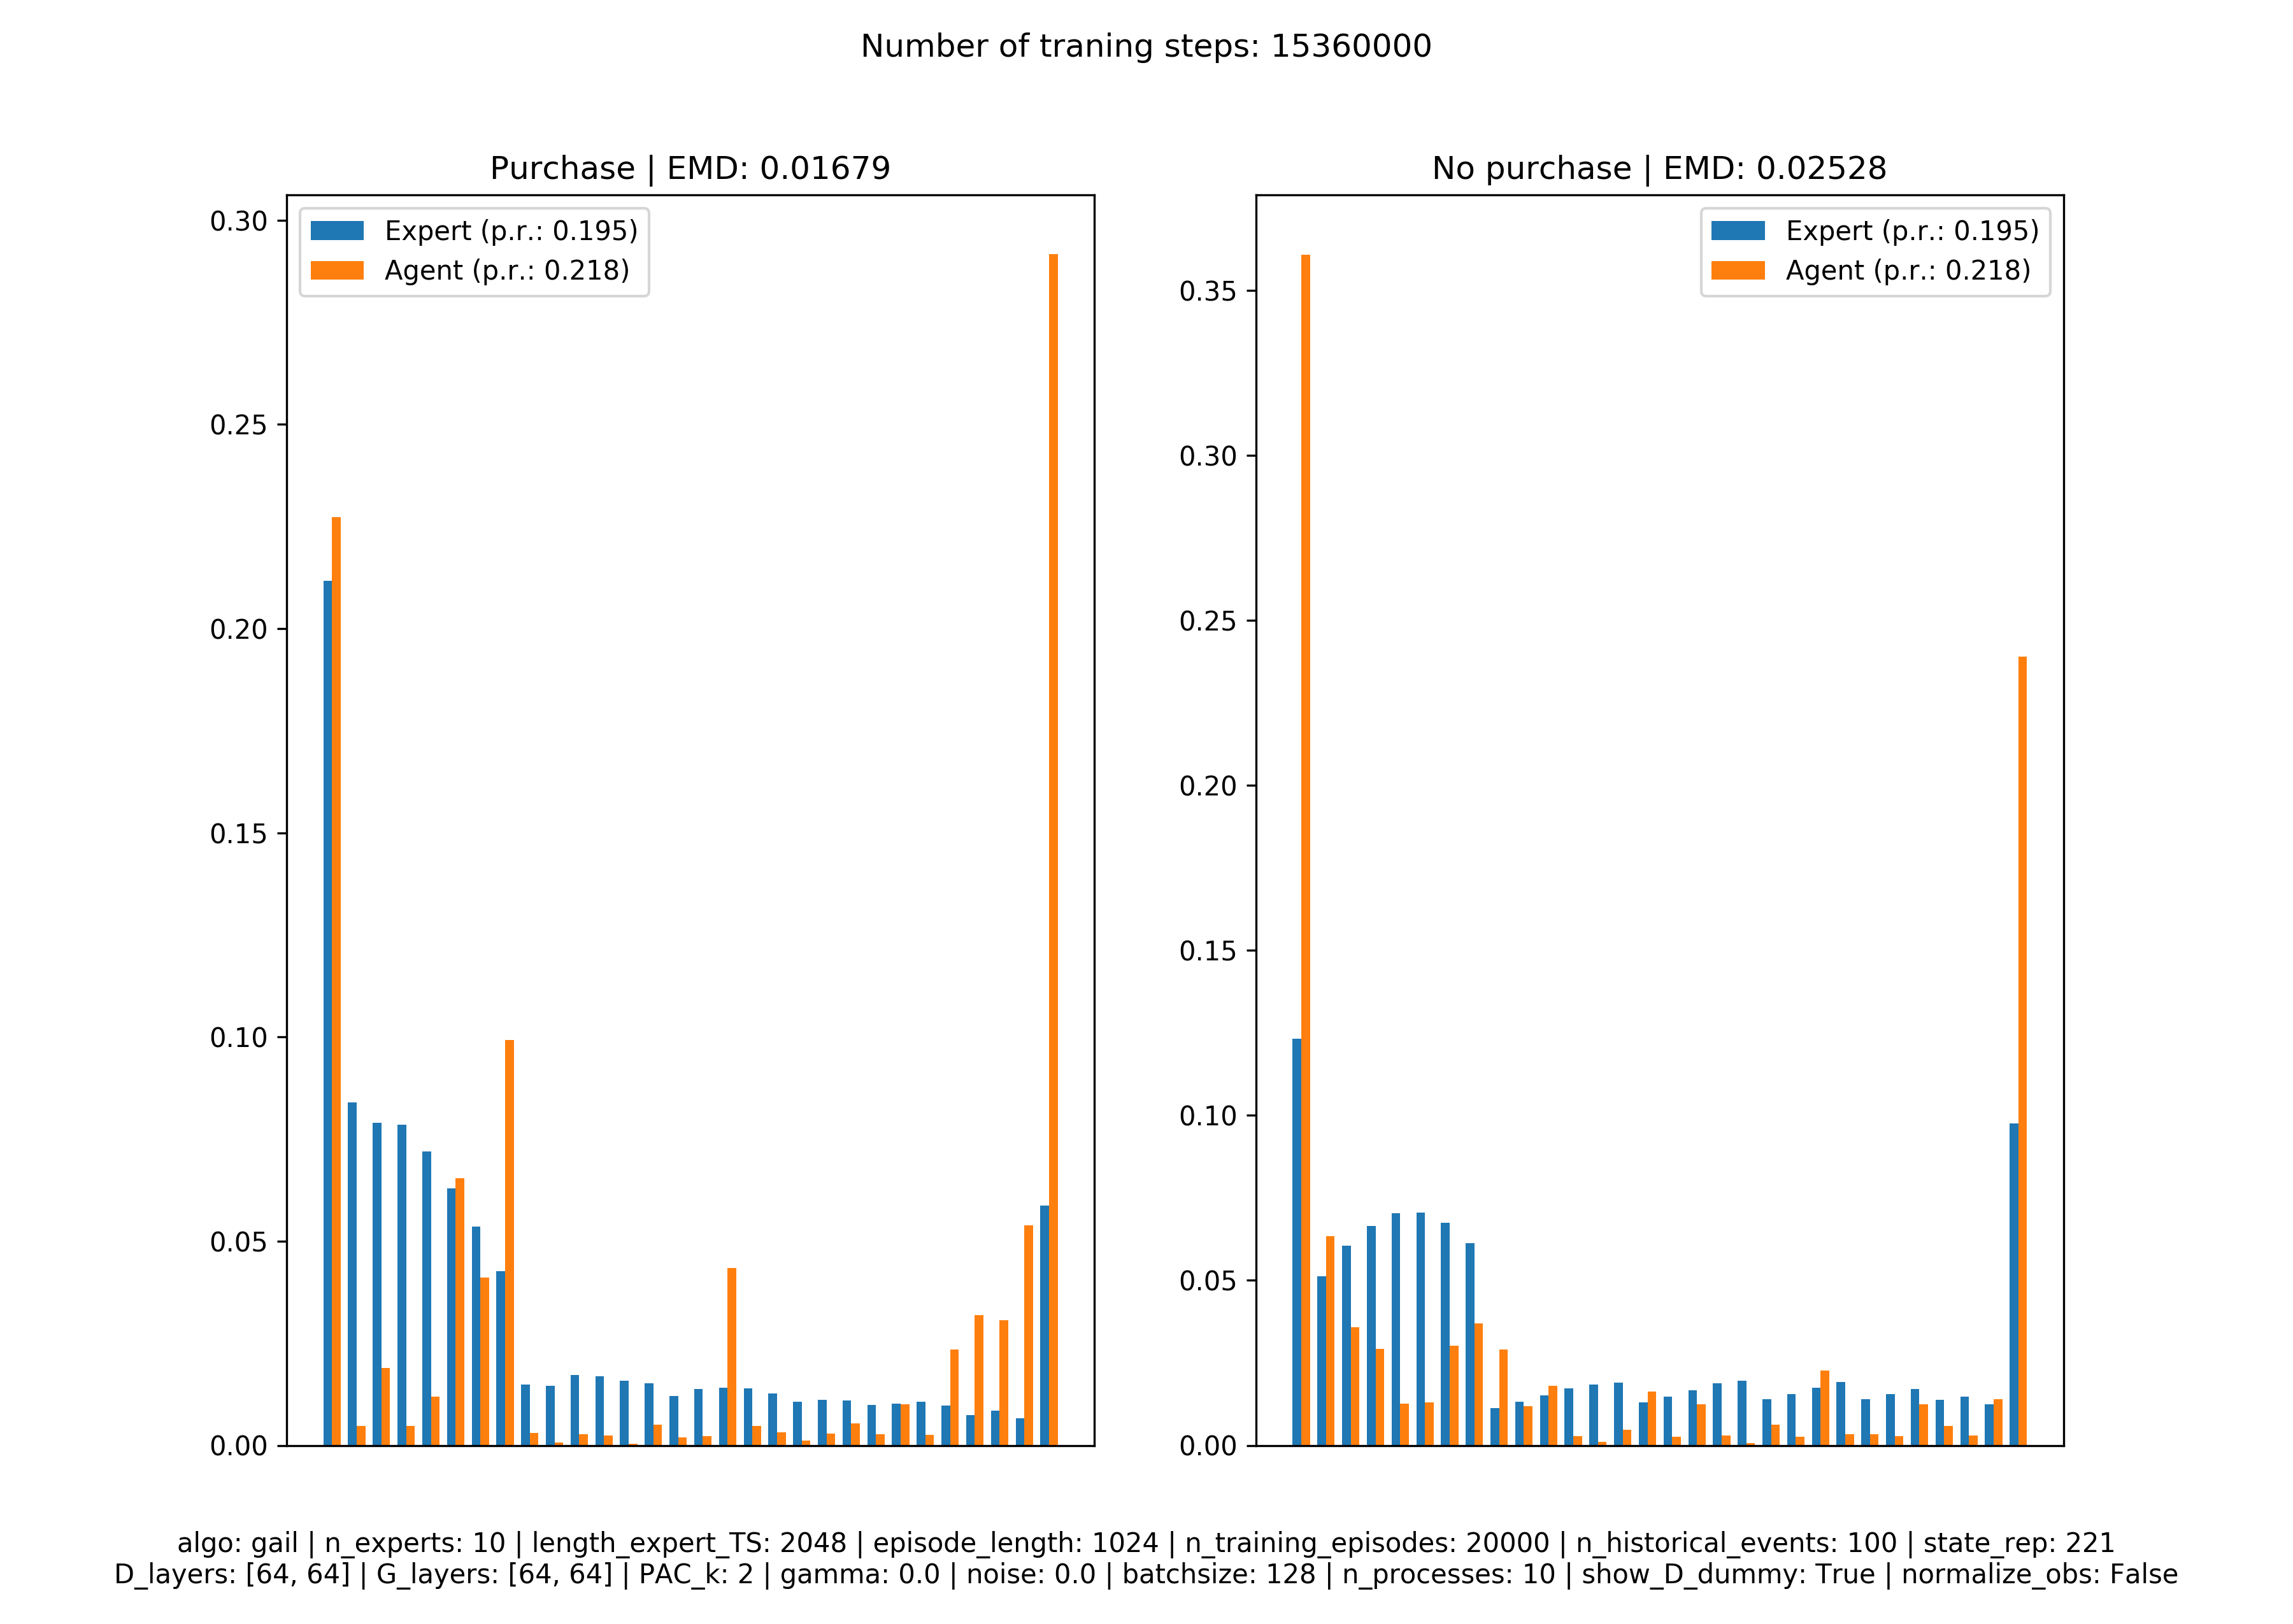 Number of traning steps: 15360000
Purchase | EMD: 0.01679
Expert (p.r.: 0.195)
Agent (p.r.: 0.218)
0.30
0.25
0.20
0.15
0.10
0.05
0.00
No purchase | EMD: 0.02528
Expert (p.r.: 0.195)
Agent (p.r.: 0.218)
0.35
0.30
0.25
0.20
0.15
0.10
0.05
0.00
algo: gail | n_experts: 10 | length_expert_TS: 2048 | episode_length: 1024 | n_training_episodes: 20000 | n_historical_events: 100 | state_rep: 221
D_layers: [64, 64] | G_layers: [64, 64] | PAC_k: 2 | gamma: 0.0 | noise: 0.0 | batchsize: 128 | n_processes: 10 | show_D_dummy: True | normalize_obs: False